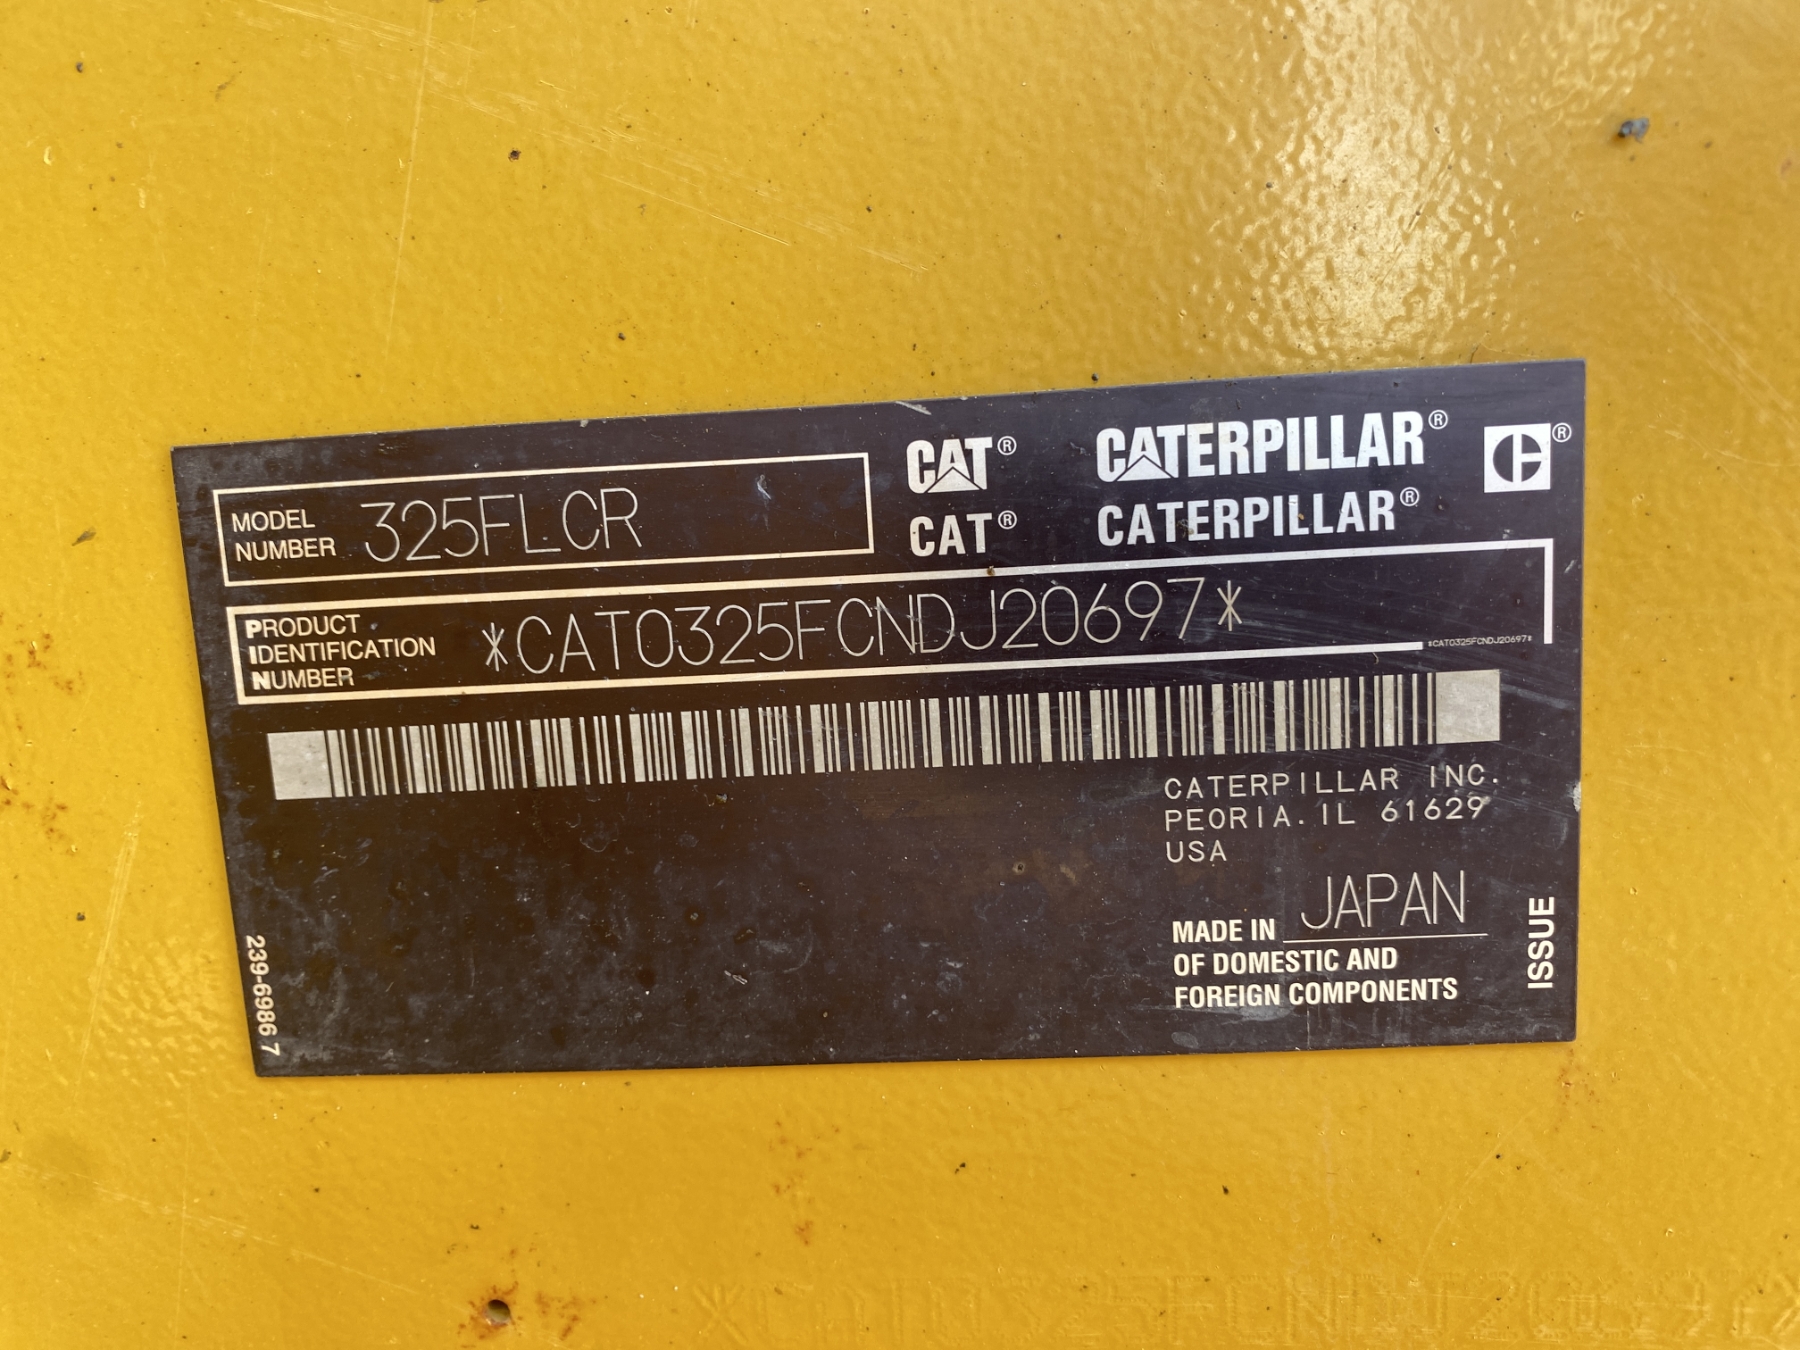 MODEL
NUMBER
325FLCR
CAT® CATERPILLAR®
CAT® CATERPILLAR®
PRODUCT
IDENTIFICATION
NUMBER
*CAT0325FCNDJ20697*
*CAT0325FCNDJ20697*
CATERPILLAR INC.
PEORIA. IL 61629
USA
MADE IN JAPAN
OF DOMESTIC AND
FOREIGN COMPONENTS
ISSUE
239-6986 7